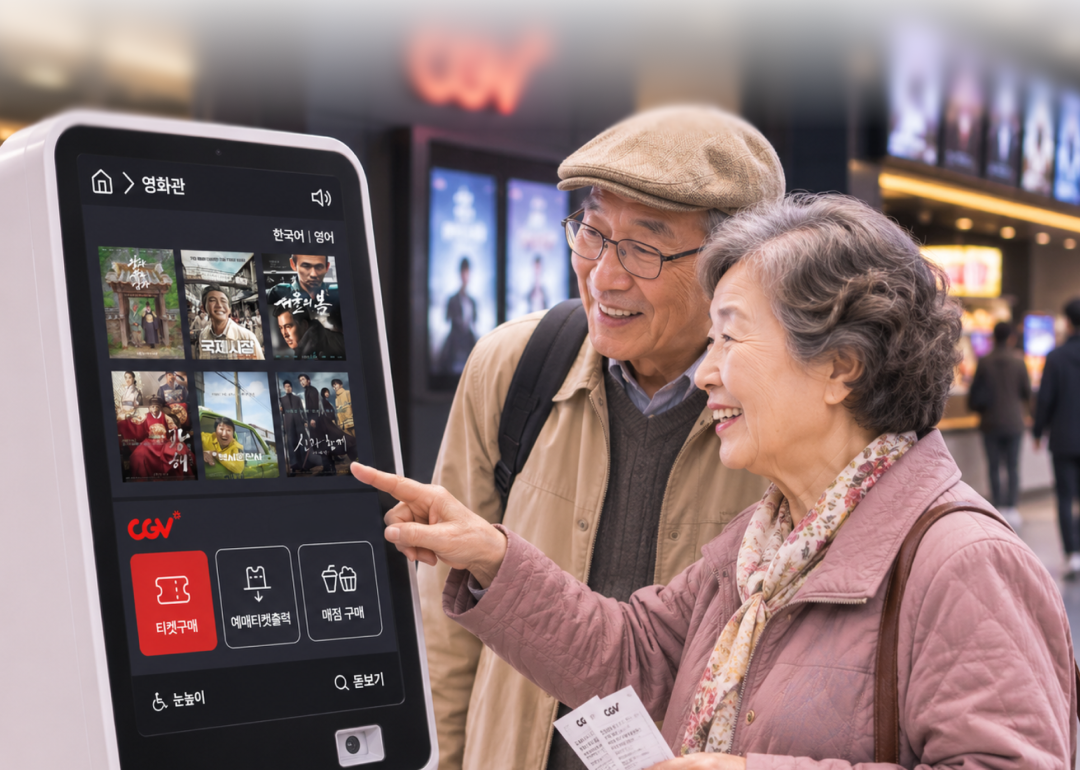 CGV
영화관
한국어 | 영어
국제시장
서울의 봄
신과 함께
CGV
티켓구매
예매티켓출력
매점 구매
눈높이
돋보기
CGV